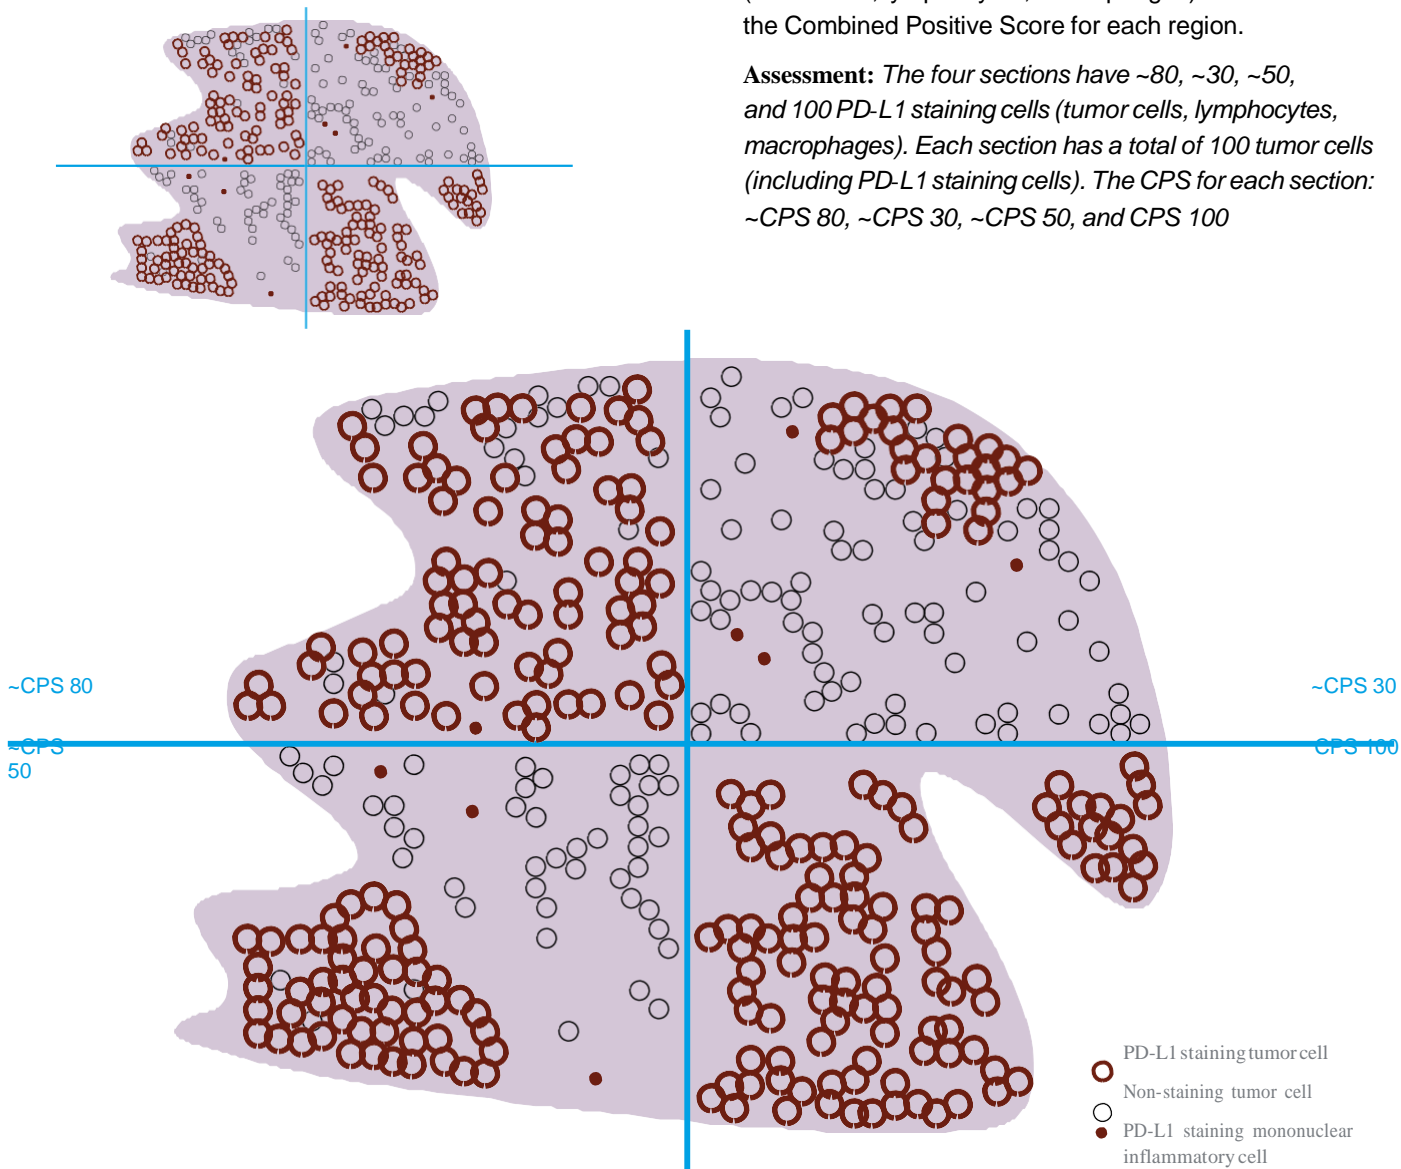 the Combined Positive Score for each region.
Assessment: The four sections have ~80, ~30, ~50,
and 100 PD-L1 staining cells (tumor cells, lymphocytes,
macrophages). Each section has a total of 100 tumor cells
(including PD-L1 staining cells). The CPS for each section:
~CPS 80, ~CPS 30, ~CPS 50, and CPS 100
~CPS 80
~CPS 30
~CPS
50
CPS 100
PD-L1 staining tumor cell
Non-staining tumor cell
PD-L1 staining mononuclear
inflammatory cell